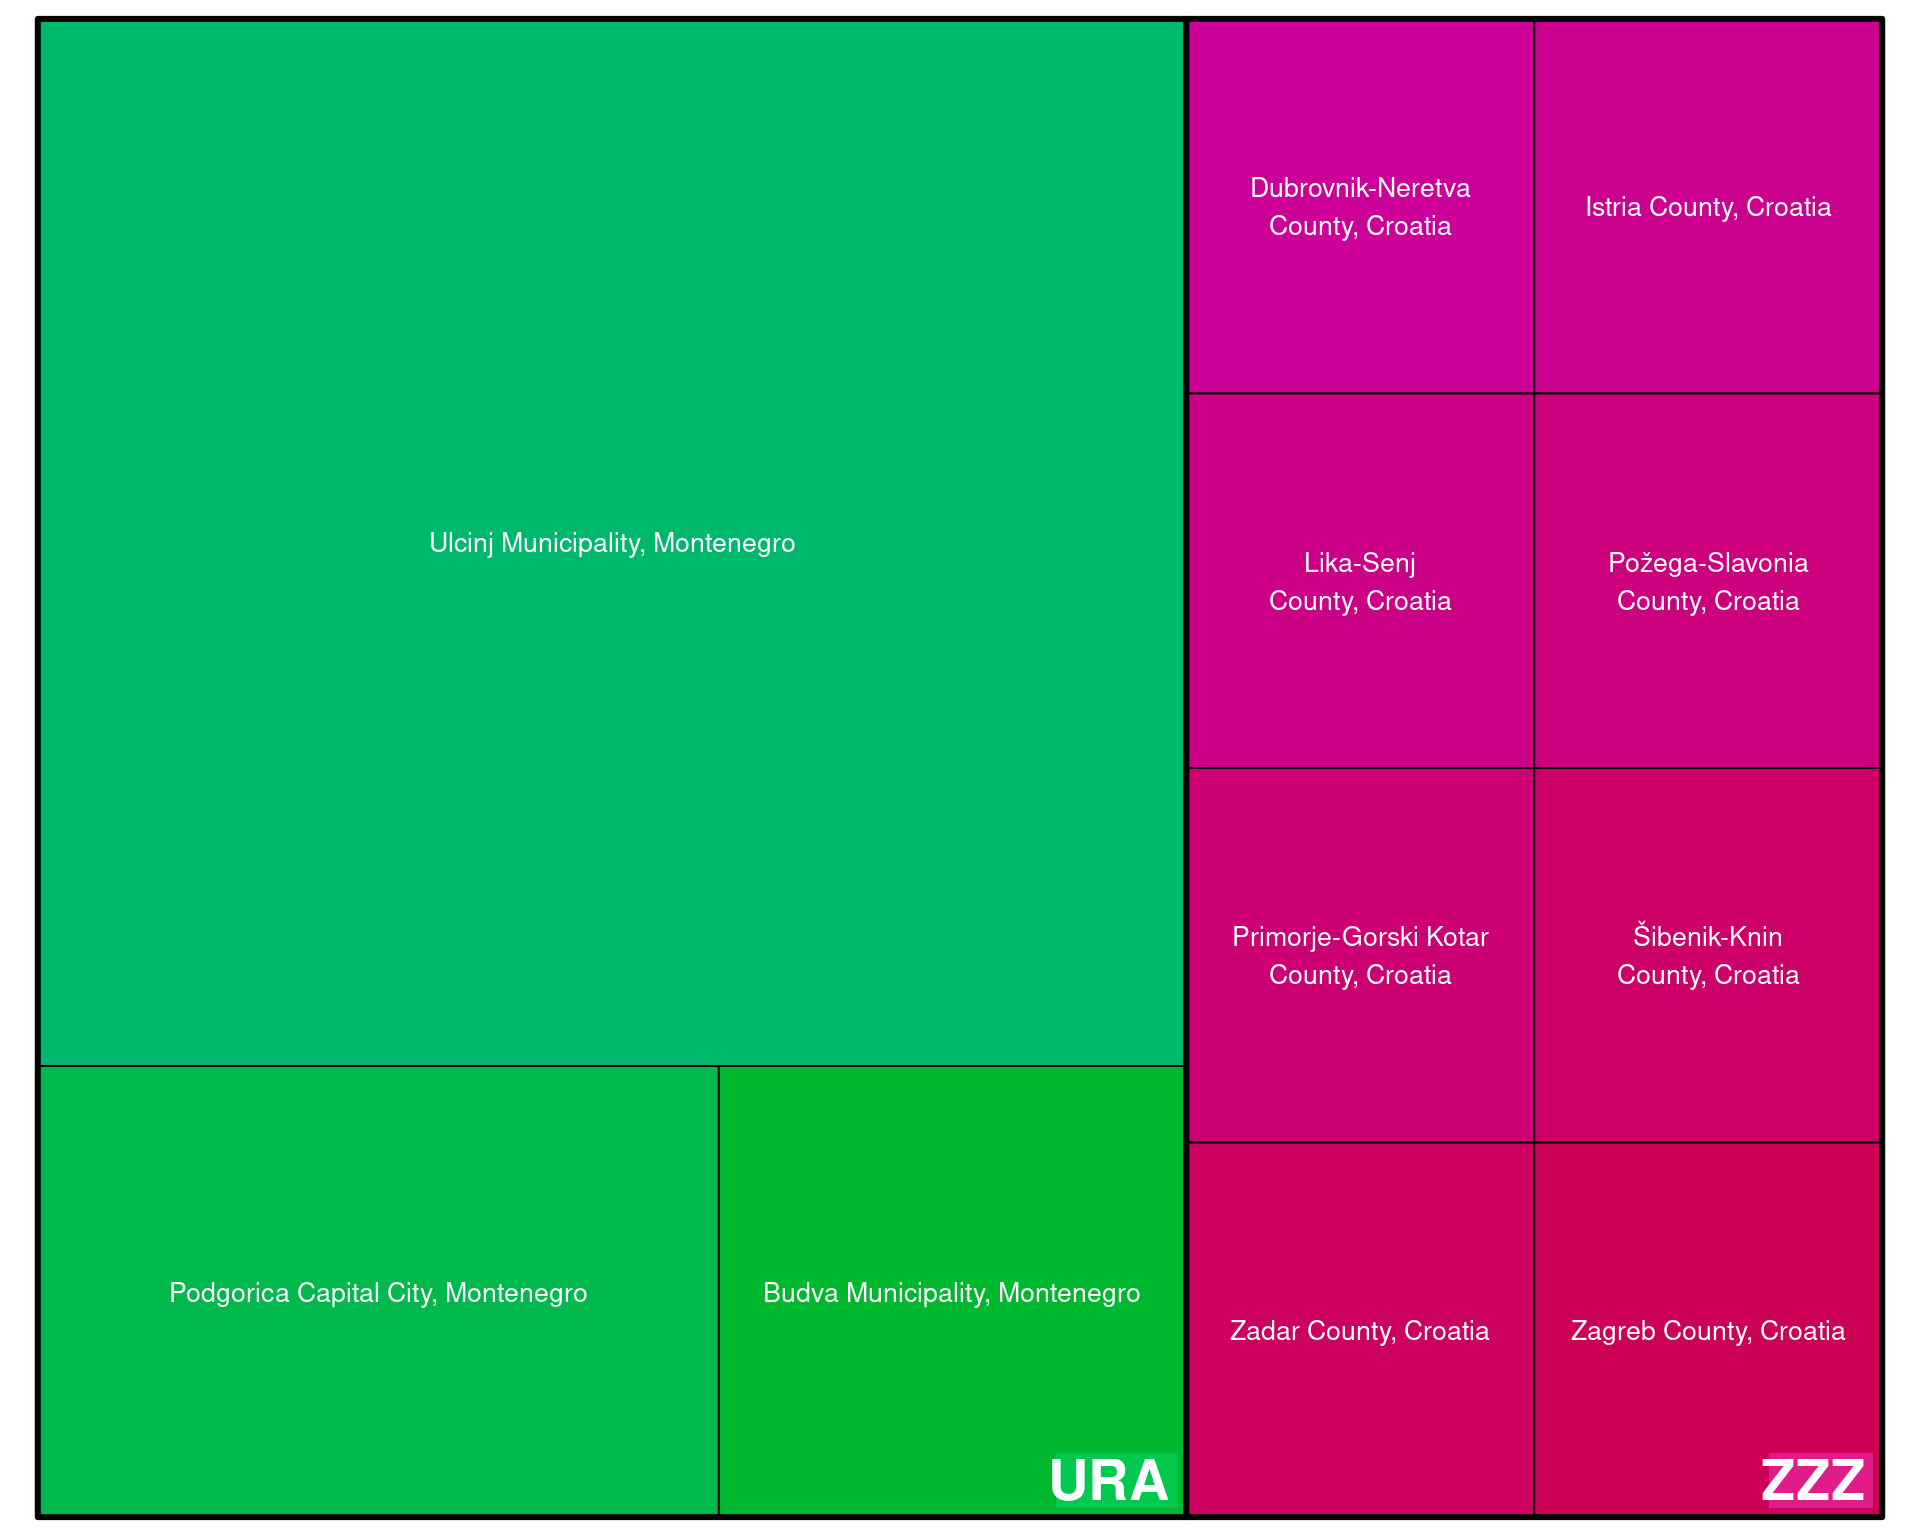 Ulcinj Municipality, Montenegro
Podgorica Capital City, Montenegro
Budva Municipality, Montenegro
URA
Dubrovnik-Neretva
County, Croatia
Istria County, Croatia
Lika-Senj
County, Croatia
Požega-Slavonia
County, Croatia
Primorje-Gorski Kotar
County, Croatia
Šibenik-Knin
County, Croatia
Zadar County, Croatia
Zagreb County, Croatia
ZZZ